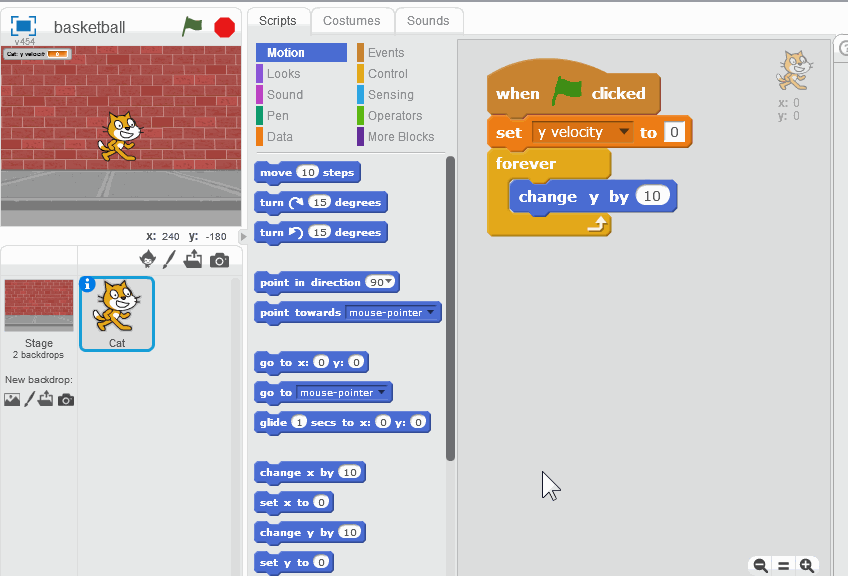 basketball
v454
Cat: y velocity
x: 240 y: -180
Stage
2 backdrops
Cat
New backdrop:
Scripts
Costumes
Sounds
Motion
Events
Looks
Control
Sound
Sensing
Pen
Operators
Data
More Blocks
move 10 steps
turn 15 degrees
turn 15 degrees
point in direction 90
point towards mouse-pointer
go to x: 0 y: 0
go to mouse-pointer
glide 1 secs to x: 0 y: 0
change x by 10
set x to 0
change y by 10
set y to 0
when clicked
set y velocity to 0
forever
change y by 10
x: 0
y: 0